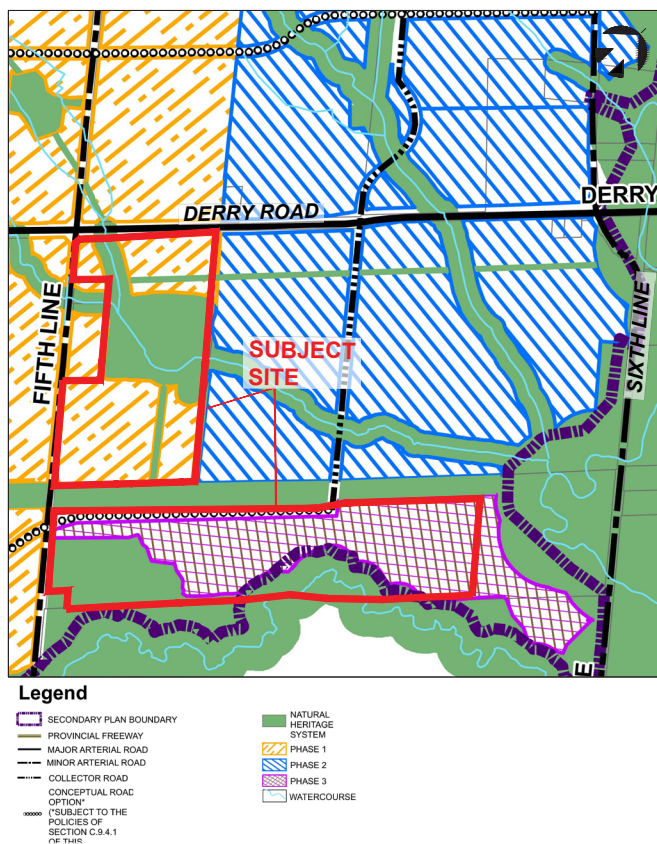 DERRY ROAD
DERRY
FIFTH LINE
SUBJECT
SITE
SIXTH LINE
E
Legend
SECONDARY PLAN BOUNDARY
PROVINCIAL FREEWAY
MAJOR ARTERIAL ROAD
MINOR ARTERIAL ROAD
COLLECTOR ROAD
CONCEPTUAL ROAD
OPTION*
(*SUBJECT TO THE
POLICIES OF
SECTION C.9.4.1
OF THIS
NATURAL
HERITAGE
SYSTEM
PHASE 1
PHASE 2
PHASE 3
WATERCOURSE